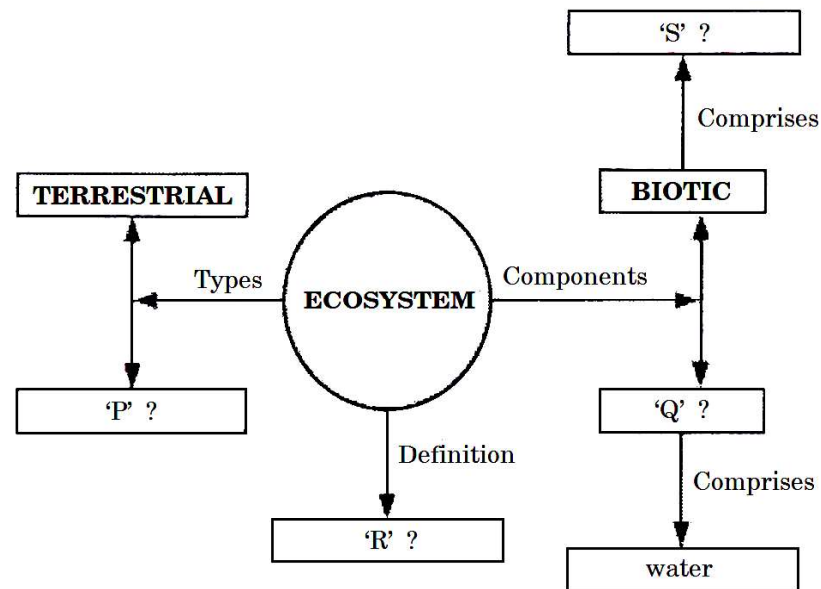 ‘S’ ?
Comprises
TERRESTRIAL
BIOTIC
Types
ECOSYSTEM
Components
‘P’ ?
‘Q’ ?
Definition
Comprises
‘R’ ?
water